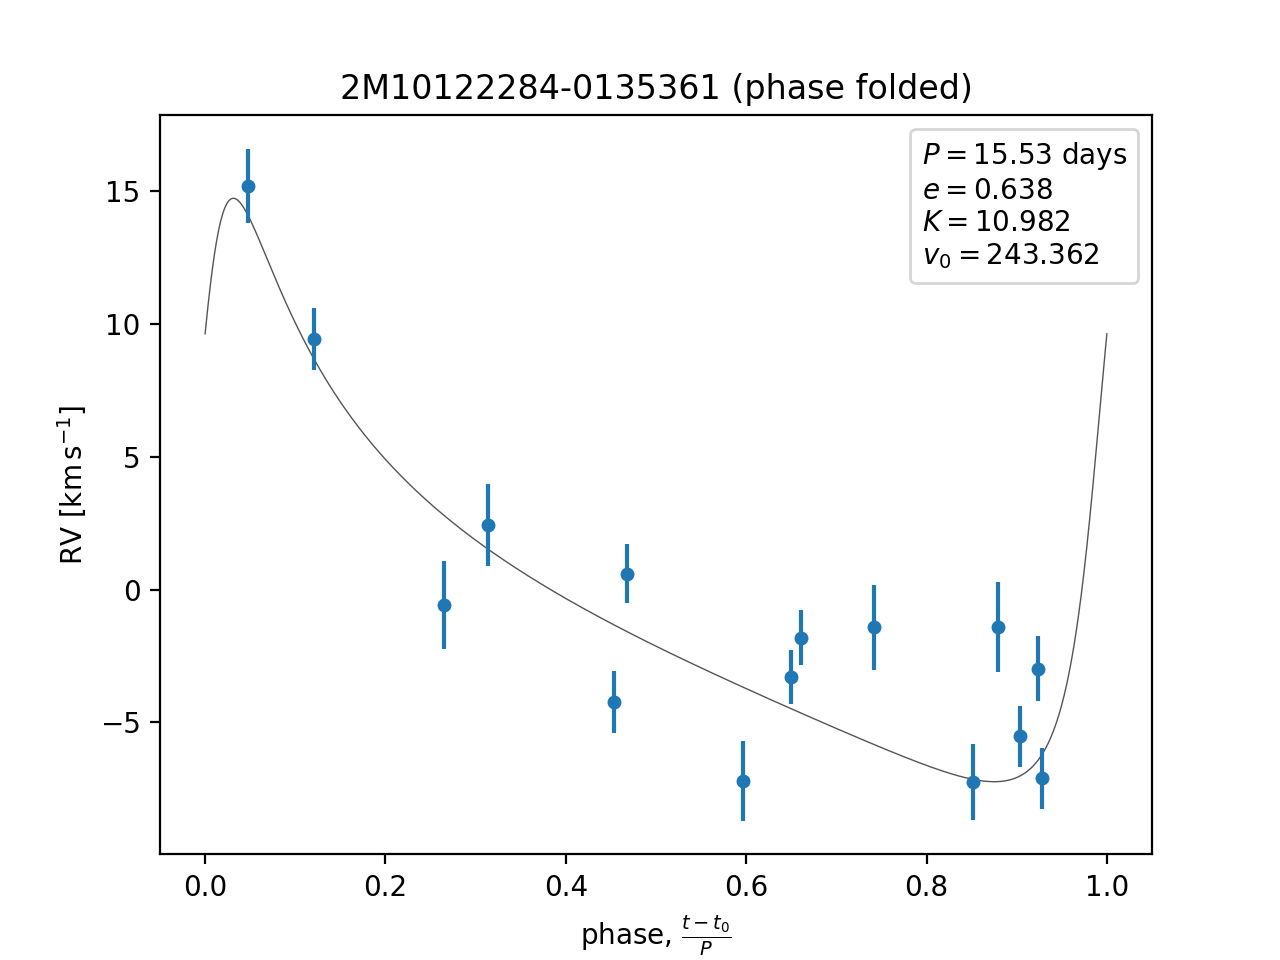 2M10122284-0135361 (phase folded)
P = 15.53 days
e = 0.638
K = 10.982
v₀ = 243.362
RV [km s⁻¹]
15
10
5
0
−5
0.0 0.2 0.4 0.6 0.8 1.0
phase, (t − t₀)/P